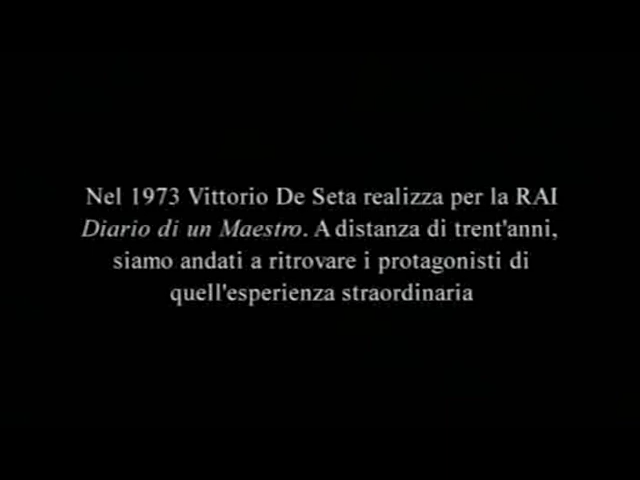 Nel 1973 Vittorio De Seta realizza per la RAI
Diario di un Maestro. A distanza di trent'anni,
siamo andati a ritrovare i protagonisti di
quell'esperienza straordinaria